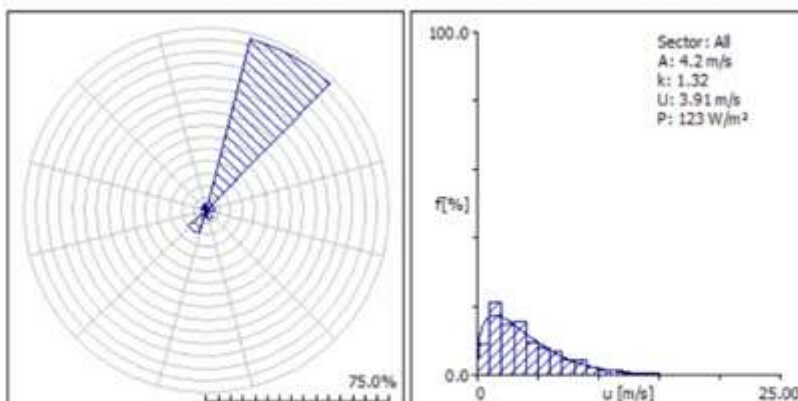 75.0%
100.0
Sector: All
A: 4.2 m/s
k: 1.32
U: 3.91 m/s
P: 123 W/m²
f[%]
0.0
0 u [m/s] 25.00